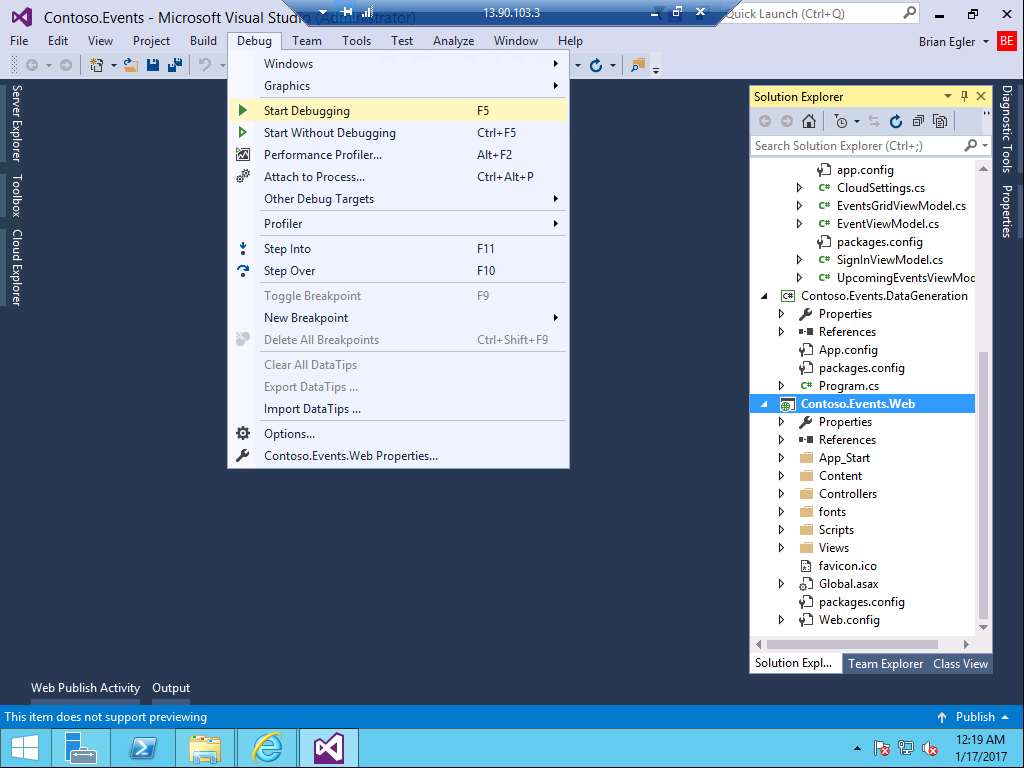 Contoso.Events - Microsoft Visual Studio (Administrator)
13.90.103.3
Quick Launch (Ctrl+Q)
File Edit View Project Build Debug Team Tools Test Analyze Window Help
Brian Egler BE
Server Explorer
Toolbox
Cloud Explorer
Windows
Graphics
Start Debugging F5
Start Without Debugging Ctrl+F5
Performance Profiler... Alt+F2
Attach to Process... Ctrl+Alt+P
Other Debug Targets
Profiler
Step Into F11
Step Over F10
Toggle Breakpoint F9
New Breakpoint
Delete All Breakpoints Ctrl+Shift+F9
Clear All DataTips
Export DataTips ...
Import DataTips ...
Options...
Contoso.Events.Web Properties...
Solution Explorer
Search Solution Explorer (Ctrl+;)
app.config
C# CloudSettings.cs
C# EventsGridViewModel.cs
C# EventViewModel.cs
packages.config
C# SignInViewModel.cs
C# UpcomingEventsViewMod
C# Contoso.Events.DataGeneration
Properties
References
App.config
packages.config
C# Program.cs
Contoso.Events.Web
Properties
References
App_Start
Content
Controllers
fonts
Scripts
Views
favicon.ico
Global.asax
packages.config
Web.config
Solution Expl... Team Explorer Class View
Diagnostic Tools
Properties
Web Publish Activity Output
This item does not support previewing
Publish
12:19 AM
1/17/2017